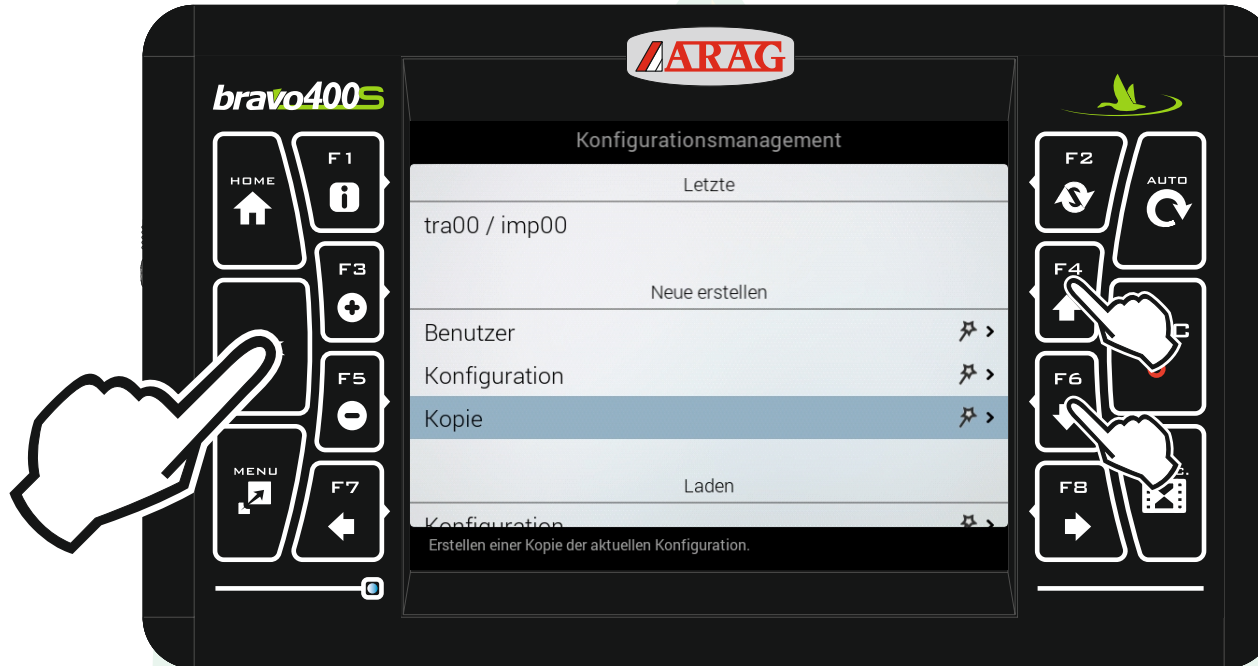 ARAG
bravo400S
Konfigurationsmanagement
Letzte
tra00 / imp00
Neue erstellen
Benutzer
Konfiguration
Kopie
Laden
Konfiguration
Erstellen einer Kopie der aktuellen Konfiguration.
HOME
F1
F3
F5
MENU
F7
F2
AUTO
F4
F6
F8